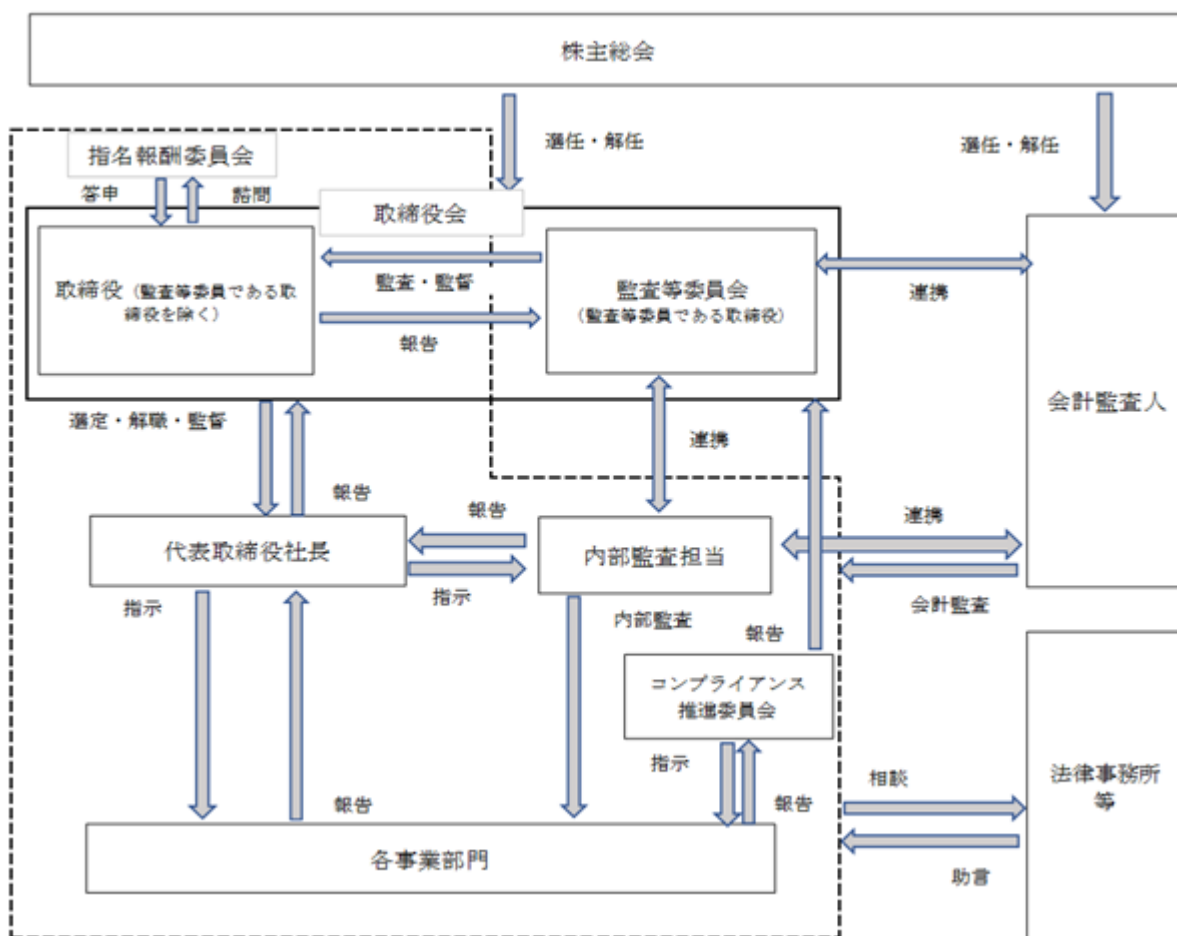 株主総会
選任・解任
選任・解任
指名報酬委員会
答申
諮問
取締役会
取締役（監査等委員である取
締役を除く）
監査・監督
報告
監査等委員会
（監査等委員である取締役）
連携
会計監査人
選定・解職・監督
報告
連携
報告
代表取締役社長
指示
内部監査担当
連携
会計監査
指示
内部監査
報告
コンプライアンス
推進委員会
指示
報告
報告
各事業部門
相談
助言
法律事務所
等